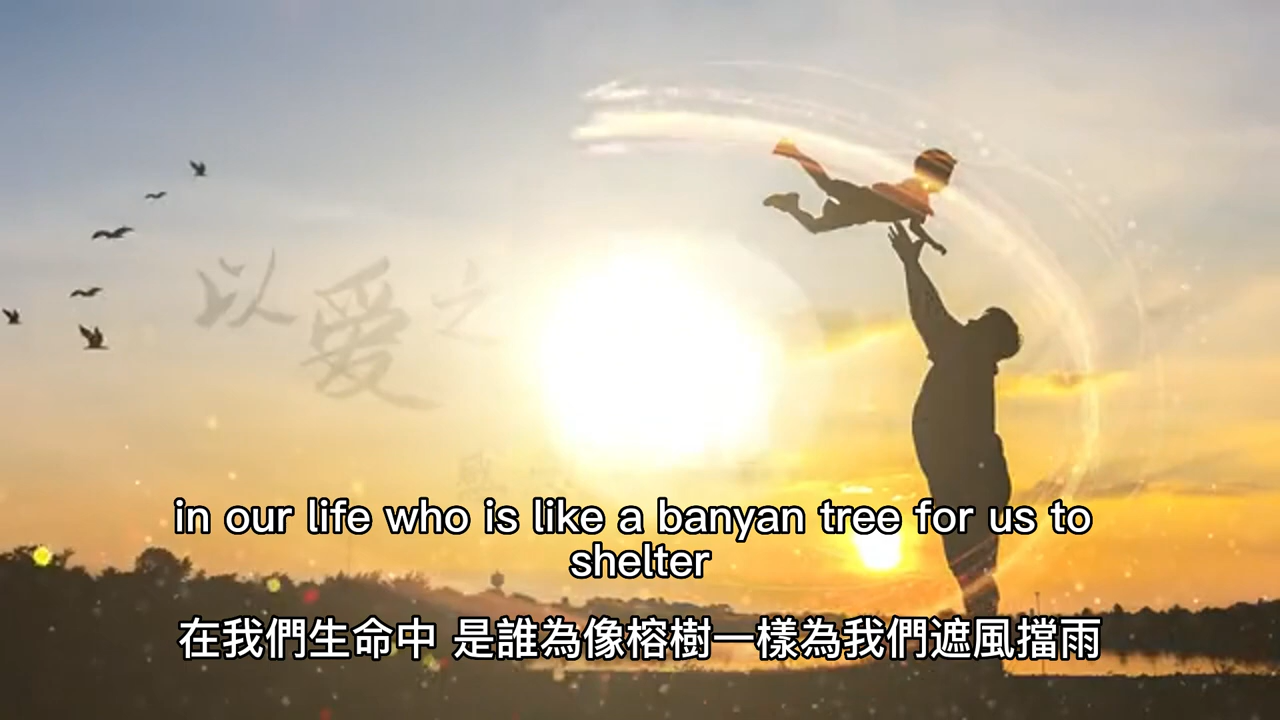 以爱之
in our life who is like a banyan tree for us to
shelter
在我們生命中 是誰為像榕樹一樣為我們遮風擋雨